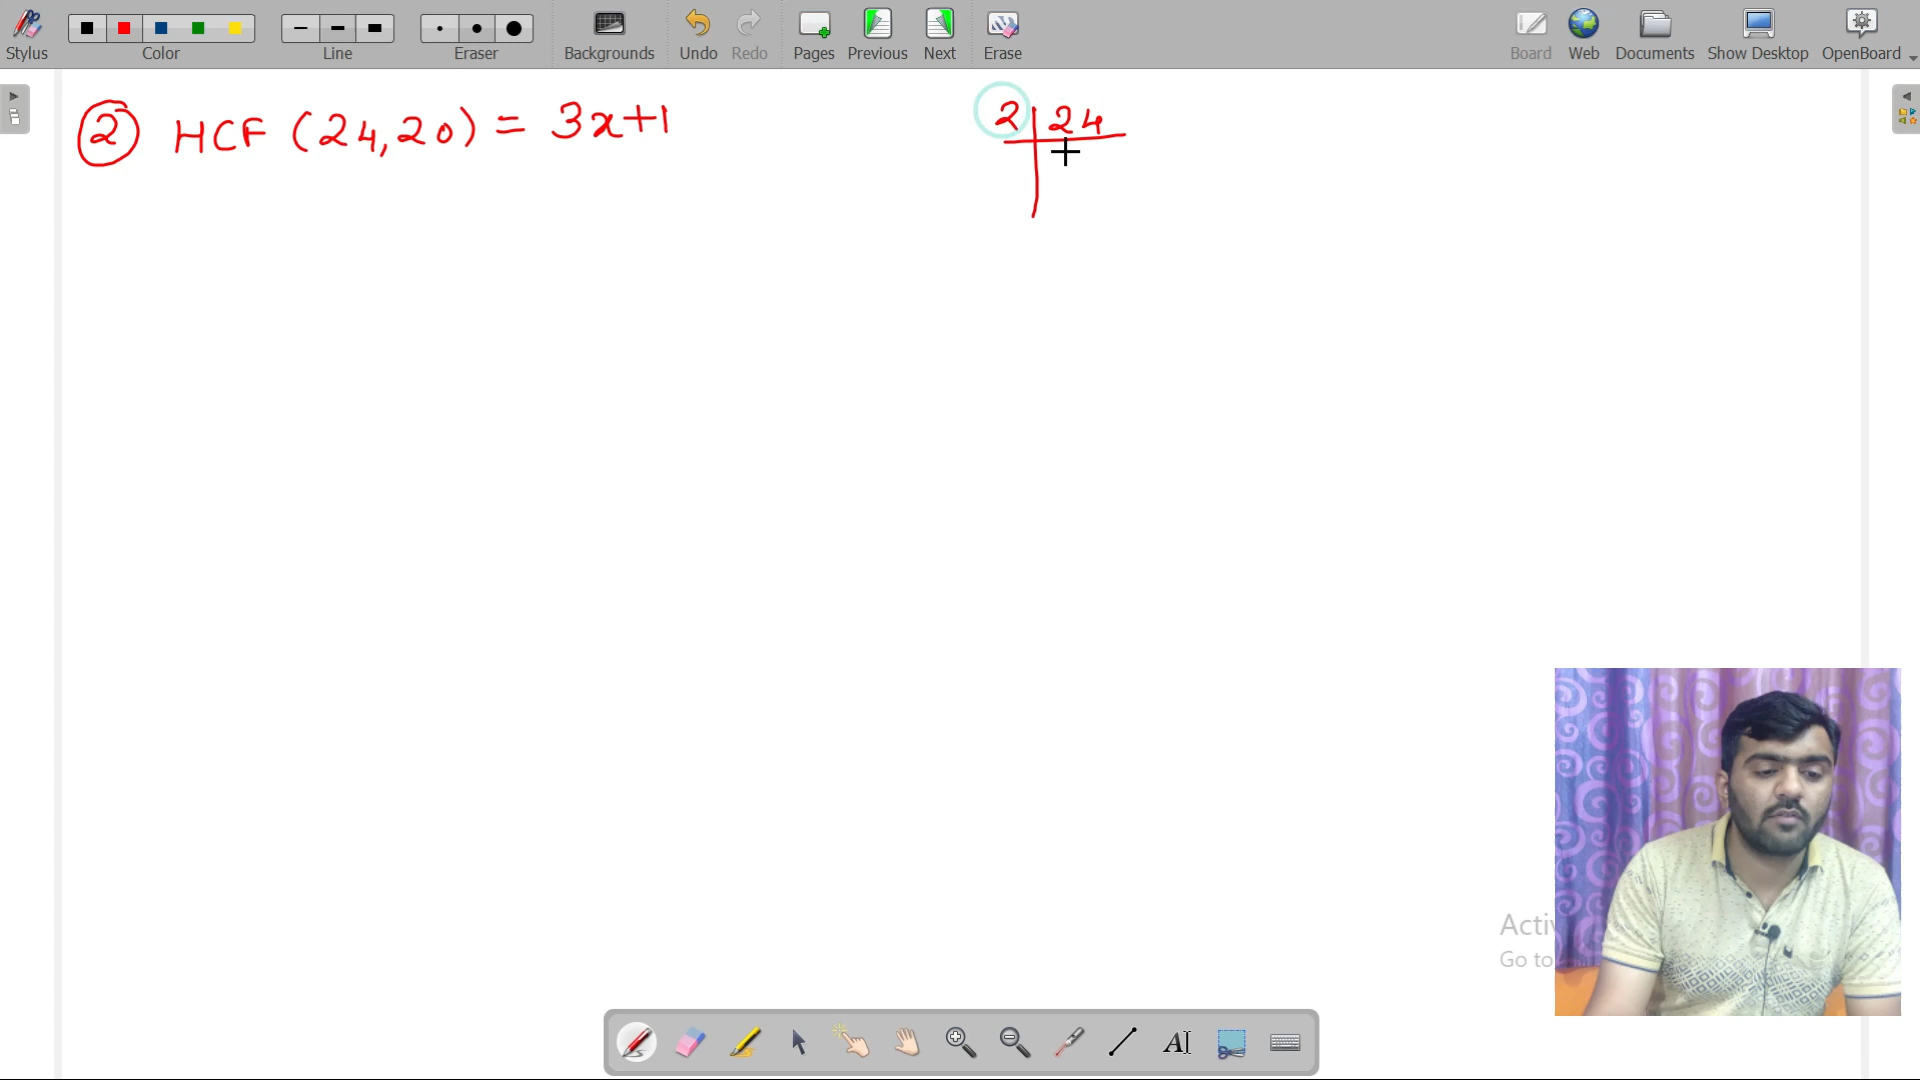 Stylus
Color
Line
Eraser
Backgrounds
Undo
Redo
Pages
Previous
Next
Erase
Board
Web
Documents
Show Desktop
OpenBoard
② HCF (24,20) = 3x+1
2 | 24
Activ
Go to